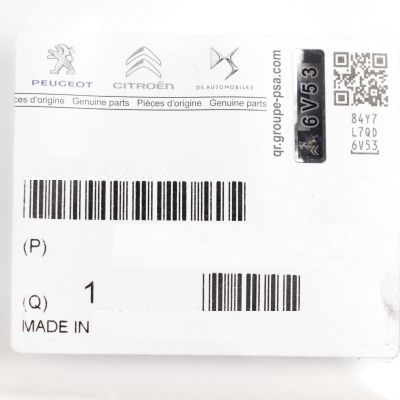 PEUGEOT
CITROËN
DS AUTOMOBILES
ces d'origine Genuine parts Pièces d'origine Genuine parts
qr.groupe-psa.com
6V53
84Y7
L7QD
6V53
(P)
(Q) 1
MADE IN